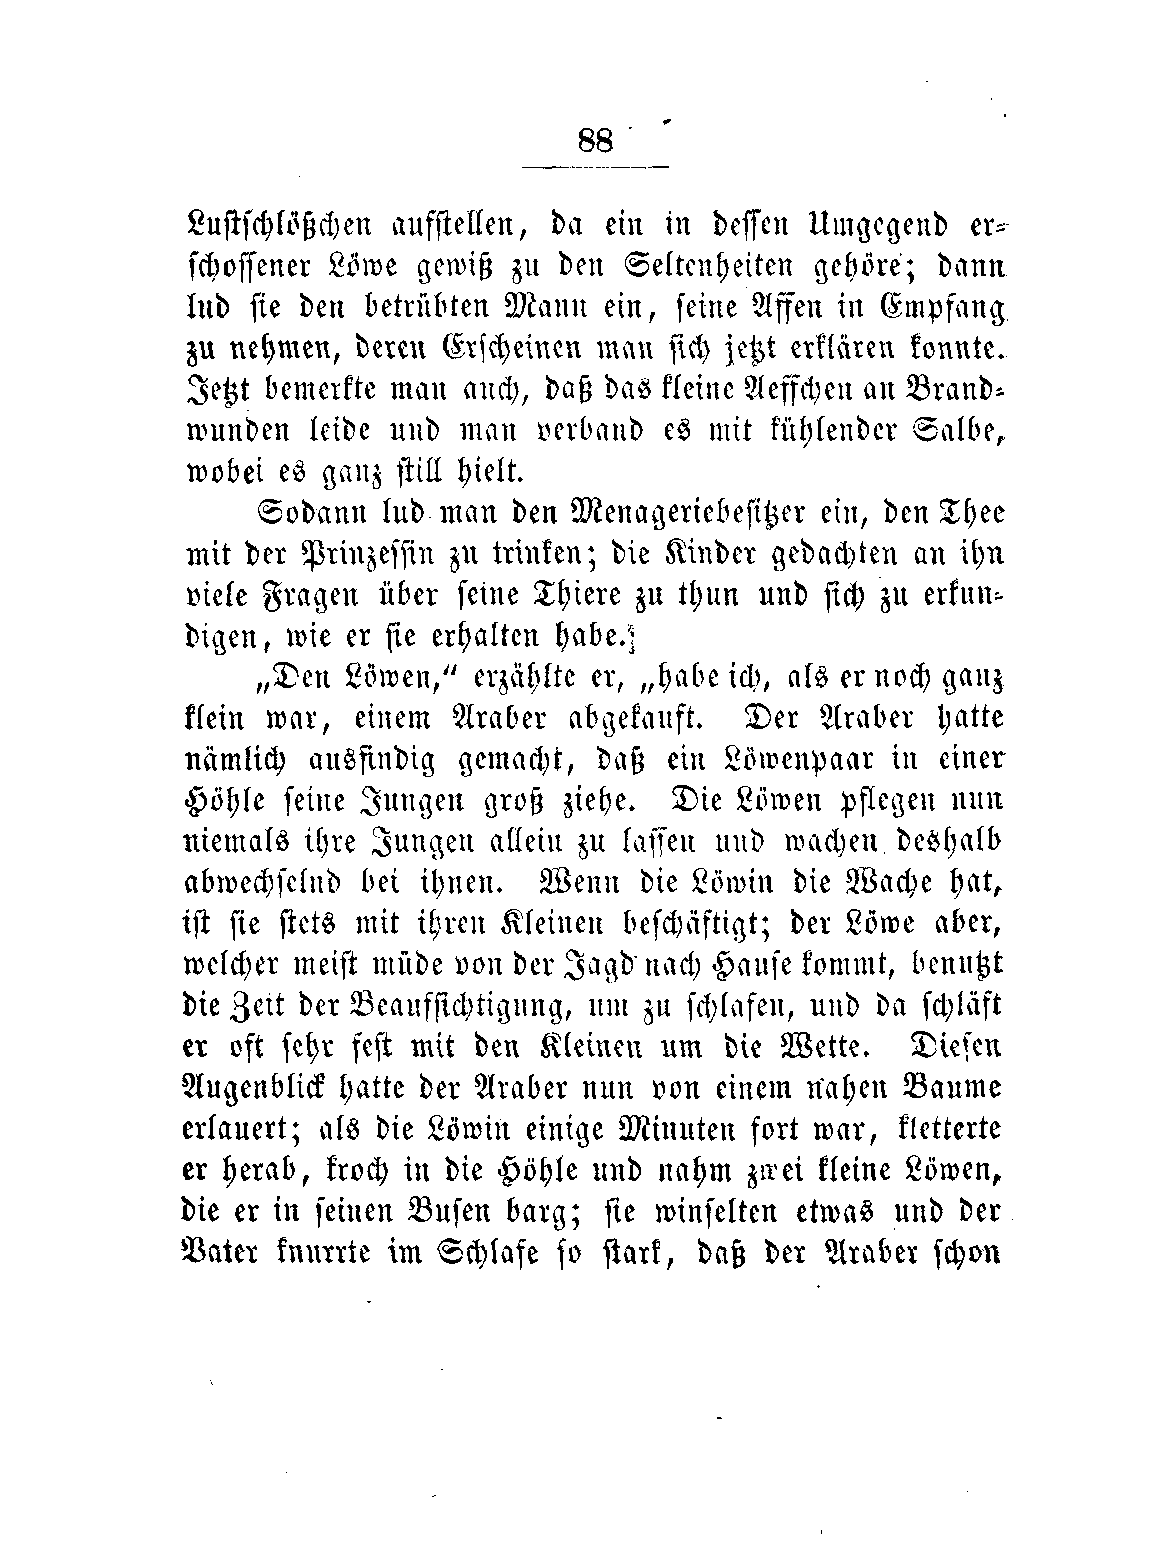 88
Luſtſchlößchen aufſtellen, da ein in deſſen Umgegend er-
ſchoſſener Löwe gewiß zu den Seltenheiten gehöre; dann
lud ſie den betrübten Mann ein, ſeine Affen in Empfang
zu nehmen, deren Erſcheinen man ſich jetzt erklären konnte.
Jetzt bemerkte man auch, daß das kleine Aeffchen an Brand-
wunden leide und man verband es mit kühlender Salbe,
wobei es ganz ſtill hielt.
Sodann lud man den Menageriebeſitzer ein, den Thee
mit der Prinzeſſin zu trinken; die Kinder gedachten an ihn
viele Fragen über ſeine Thiere zu thun und ſich zu erkun-
digen, wie er ſie erhalten habe.
„Den Löwen,“ erzählte er, „habe ich, als er noch ganz
klein war, einem Araber abgekauft. Der Araber hatte
nämlich ausfindig gemacht, daß ein Löwenpaar in einer
Höhle ſeine Jungen groß ziehe. Die Löwen pflegen nun
niemals ihre Jungen allein zu laſſen und wachen deshalb
abwechſelnd bei ihnen. Wenn die Löwin die Wache hat,
iſt ſie ſtets mit ihren Kleinen beſchäftigt; der Löwe aber,
welcher meiſt müde von der Jagd nach Hauſe kommt, benutzt
die Zeit der Beaufſichtigung, um zu ſchlafen, und da ſchläft
er oft ſehr feſt mit den Kleinen um die Wette. Dieſen
Augenblick hatte der Araber nun von einem nahen Baume
erlauert; als die Löwin einige Minuten fort war, kletterte
er herab, kroch in die Höhle und nahm zwei kleine Löwen,
die er in ſeinen Buſen barg; ſie winſelten etwas und der
Vater knurrte im Schlafe ſo ſtark, daß der Araber ſchon